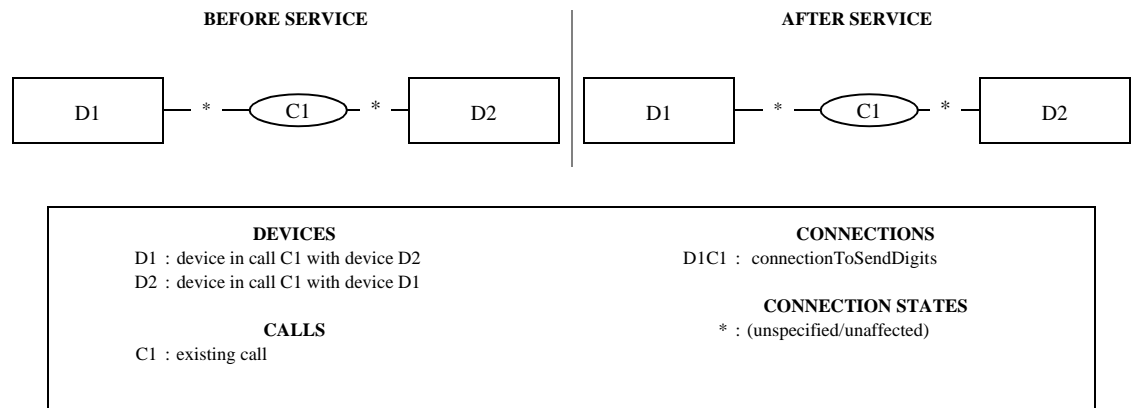 BEFORE SERVICE
AFTER SERVICE
D1 * C1 * D2
D1 * C1 * D2
DEVICES
D1 : device in call C1 with device D2
D2 : device in call C1 with device D1
CALLS
C1 : existing call
CONNECTIONS
D1C1 : connectionToSendDigits
CONNECTION STATES
* : (unspecified/unaffected)